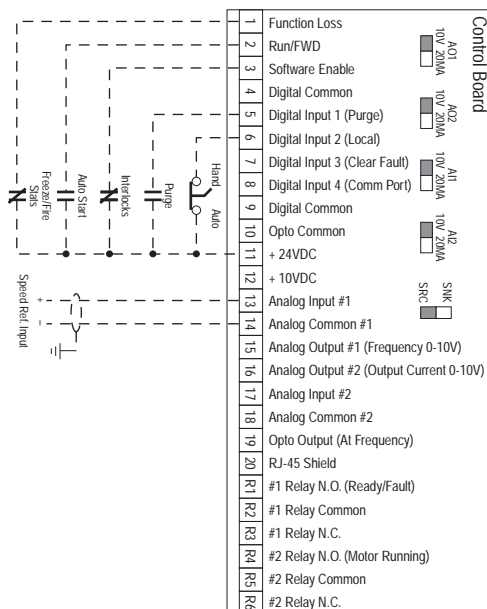 Control Board
1 Function Loss
2 Run/FWD
3 Software Enable
4 Digital Common
5 Digital Input 1 (Purge)
6 Digital Input 2 (Local)
7 Digital Input 3 (Clear Fault)
8 Digital Input 4 (Comm Port)
9 Digital Common
10 Opto Common
11 + 24VDC
12 + 10VDC
13 Analog Input #1
14 Analog Common #1
15 Analog Output #1 (Frequency 0-10V)
16 Analog Output #2 (Output Current 0-10V)
17 Analog Input #2
18 Analog Common #2
19 Opto Output (At Frequency)
20 RJ-45 Shield
R1 #1 Relay N.O. (Ready/Fault)
R2 #1 Relay Common
R3 #1 Relay N.C.
R4 #2 Relay N.O. (Motor Running)
R5 #2 Relay Common
R6 #2 Relay N.C.
AO1
10V 20MA
AO2
10V 20MA
AI1
10V 20MA
AI2
10V 20MA
SNK
SRC
Freeze/Fire
Stats
Auto Start
Interlocks
Purge
Hand
Auto
Speed Ref. Input
+
-